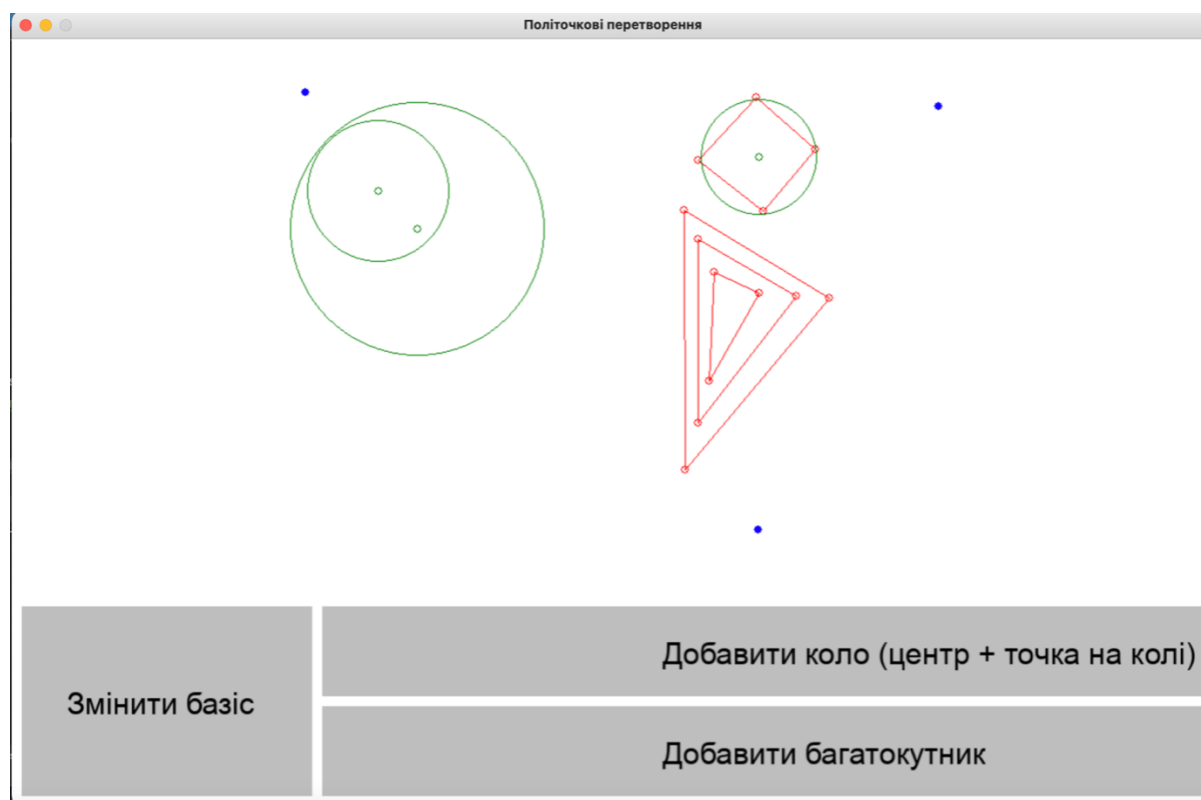 Політочкові перетворення
Змінити базіс
Добавити коло (центр + точка на колі)
Добавити багатокутник